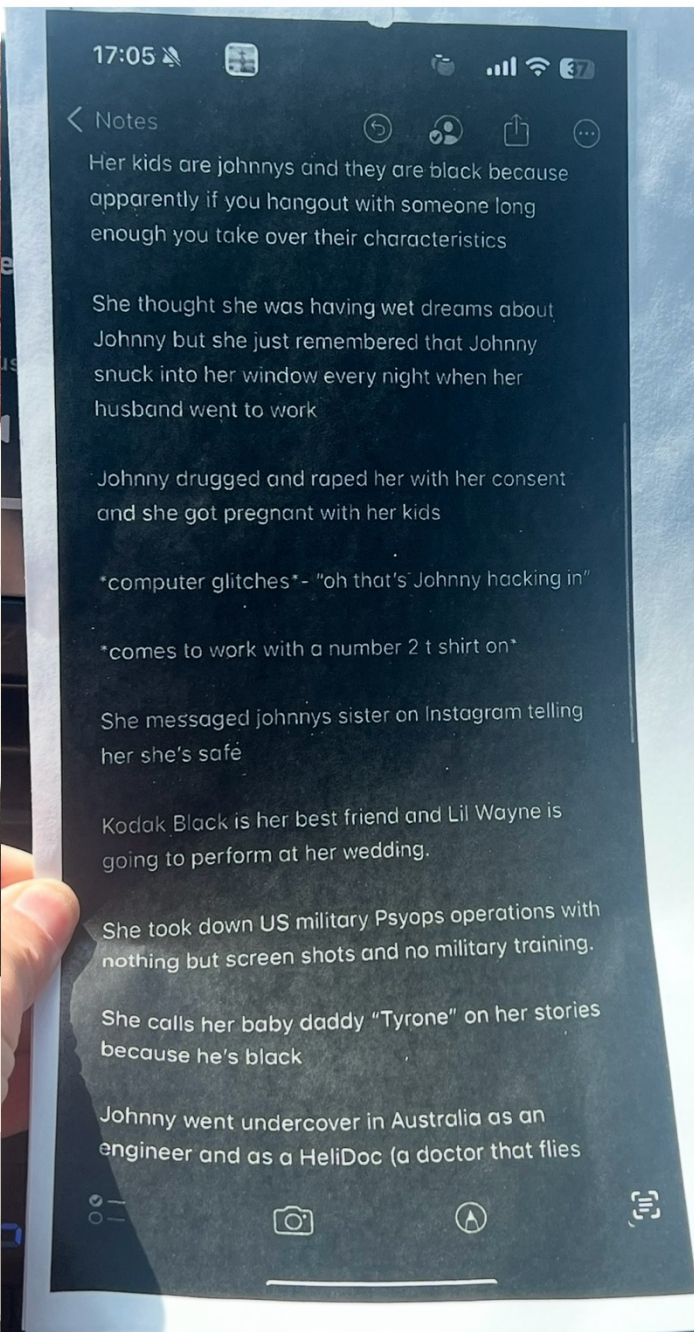 17:05
37
Notes
Her kids are johnnys and they are black because
apparently if you hangout with someone long
enough you take over their characteristics
She thought she was having wet dreams about
Johnny but she just remembered that Johnny
snuck into her window every night when her
husband went to work
Johnny drugged and raped her with her consent
and she got pregnant with her kids
*computer glitches*- "oh that's Johnny hacking in"
*comes to work with a number 2 t shirt on*
She messaged johnnys sister on Instagram telling
her she's safe
Kodak Black is her best friend and Lil Wayne is
going to perform at her wedding.
She took down US military Psyops operations with
nothing but screen shots and no military training.
She calls her baby daddy “Tyrone” on her stories
because he's black
Johnny went undercover in Australia as an
engineer and as a HeliDoc (a doctor that flies